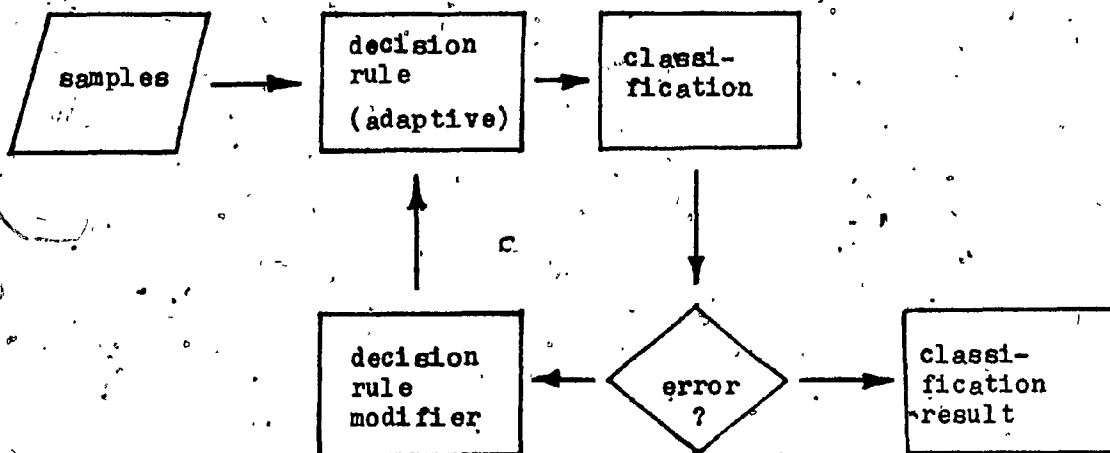 samples
decision
rule
(adaptive)
classi-
fication
decision
rule
modifier
error
?
classi-
fication
result